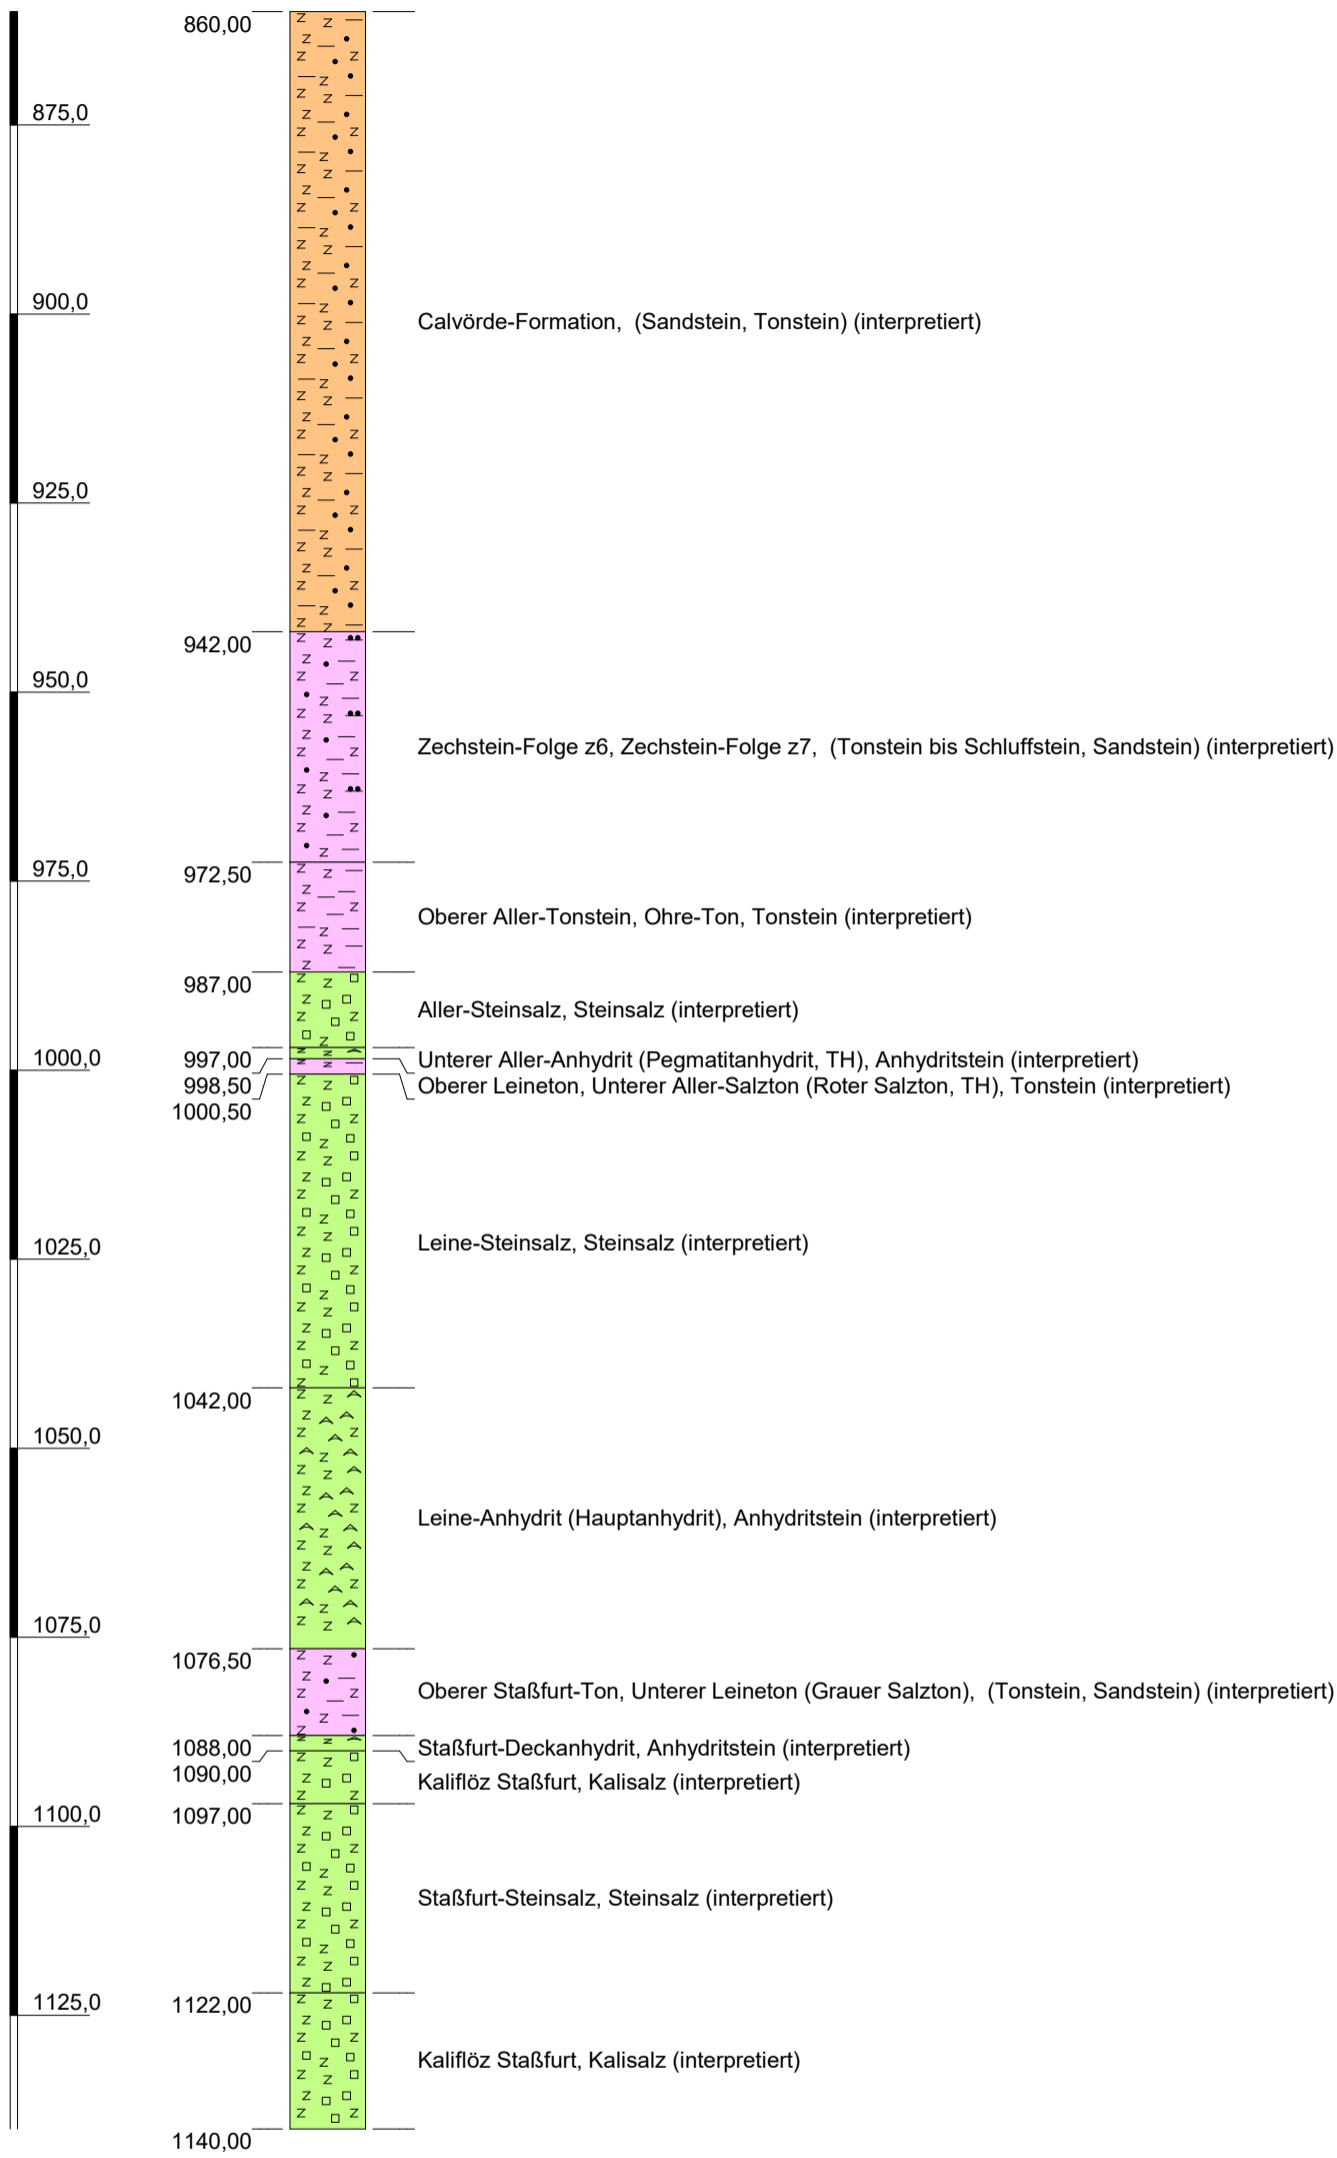 860,00
875,0
900,0
Calvörde-Formation,  (Sandstein, Tonstein) (interpretiert)
925,0
942,00
950,0
Zechstein-Folge z6, Zechstein-Folge z7,  (Tonstein bis Schluffstein, Sandstein) (interpretiert)
972,50
975,0
Oberer Aller-Tonstein, Ohre-Ton, Tonstein (interpretiert)
987,00
Aller-Steinsalz, Steinsalz (interpretiert)
997,00
1000,0
Unterer Aller-Anhydrit (Pegmatitanhydrit, TH), Anhydritstein (interpretiert)
998,50
Oberer Leineton, Unterer Aller-Salzton (Roter Salzton, TH), Tonstein (interpretiert)
1000,50
Leine-Steinsalz, Steinsalz (interpretiert)
1025,0
1042,00
1050,0
Leine-Anhydrit (Hauptanhydrit), Anhydritstein (interpretiert)
1075,0
1076,50
Oberer Staßfurt-Ton, Unterer Leineton (Grauer Salzton),  (Tonstein, Sandstein) (interpretiert)
1088,00
Staßfurt-Deckanhydrit, Anhydritstein (interpretiert)
1090,00
Kaliflöz Staßfurt, Kalisalz (interpretiert)
1097,00
1100,0
Staßfurt-Steinsalz, Steinsalz (interpretiert)
1122,00
1125,0
Kaliflöz Staßfurt, Kalisalz (interpretiert)
1140,00